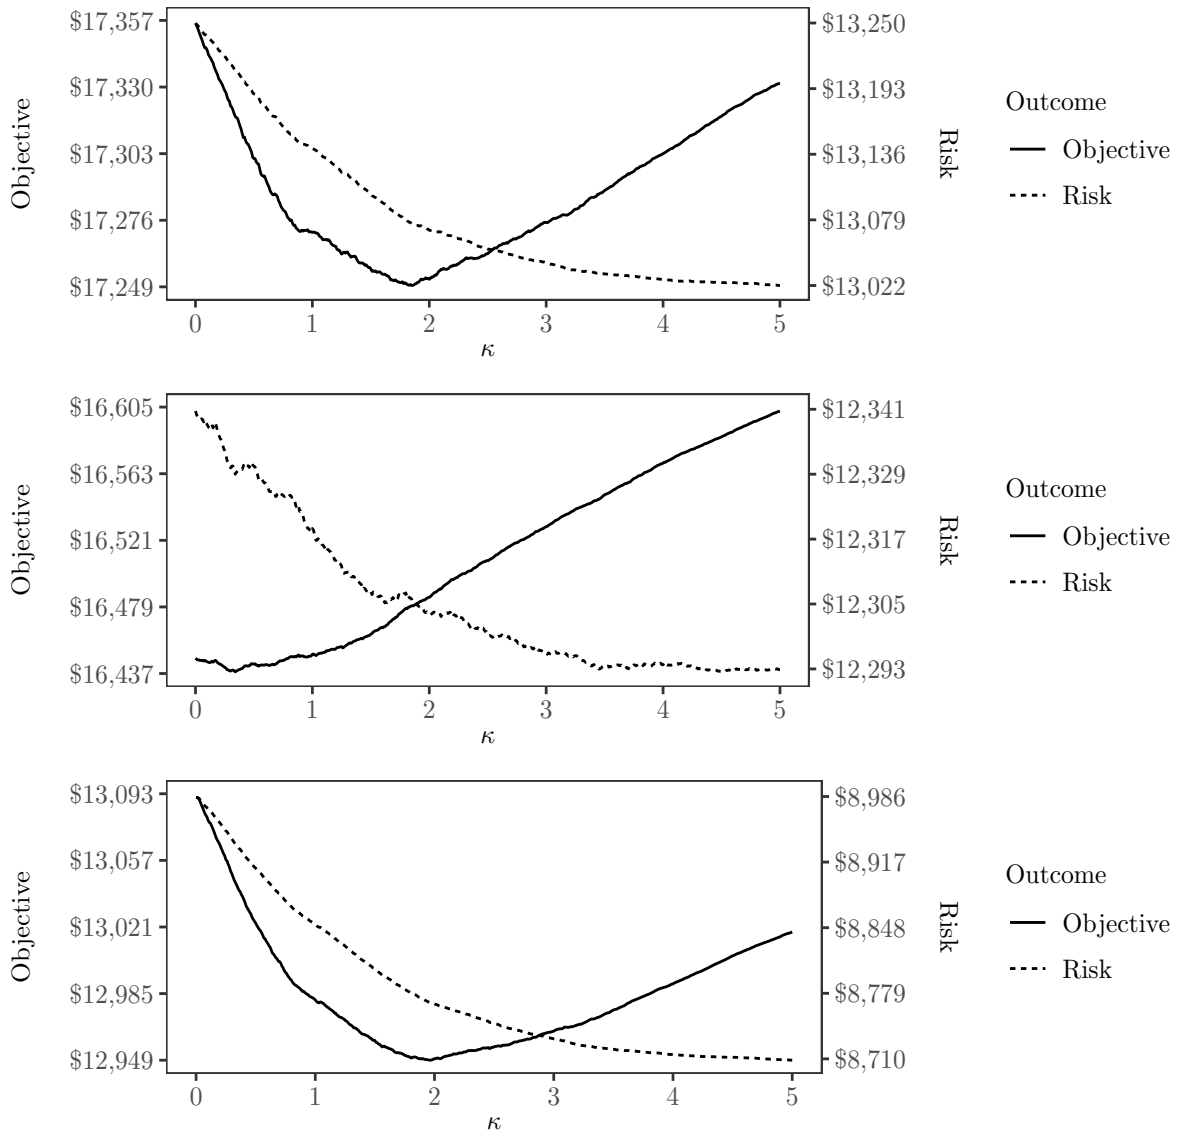 $17,357
$17,330
$17,303
$17,276
$17,249
Objective
$13,250
$13,193
$13,136
$13,079
$13,022
Risk
0 1 2 3 4 5
κ
Outcome
Objective
Risk
$16,605
$16,563
$16,521
$16,479
$16,437
Objective
$12,341
$12,329
$12,317
$12,305
$12,293
Risk
0 1 2 3 4 5
κ
Outcome
Objective
Risk
$13,093
$13,057
$13,021
$12,985
$12,949
Objective
$8,986
$8,917
$8,848
$8,779
$8,710
Risk
0 1 2 3 4 5
κ
Outcome
Objective
Risk